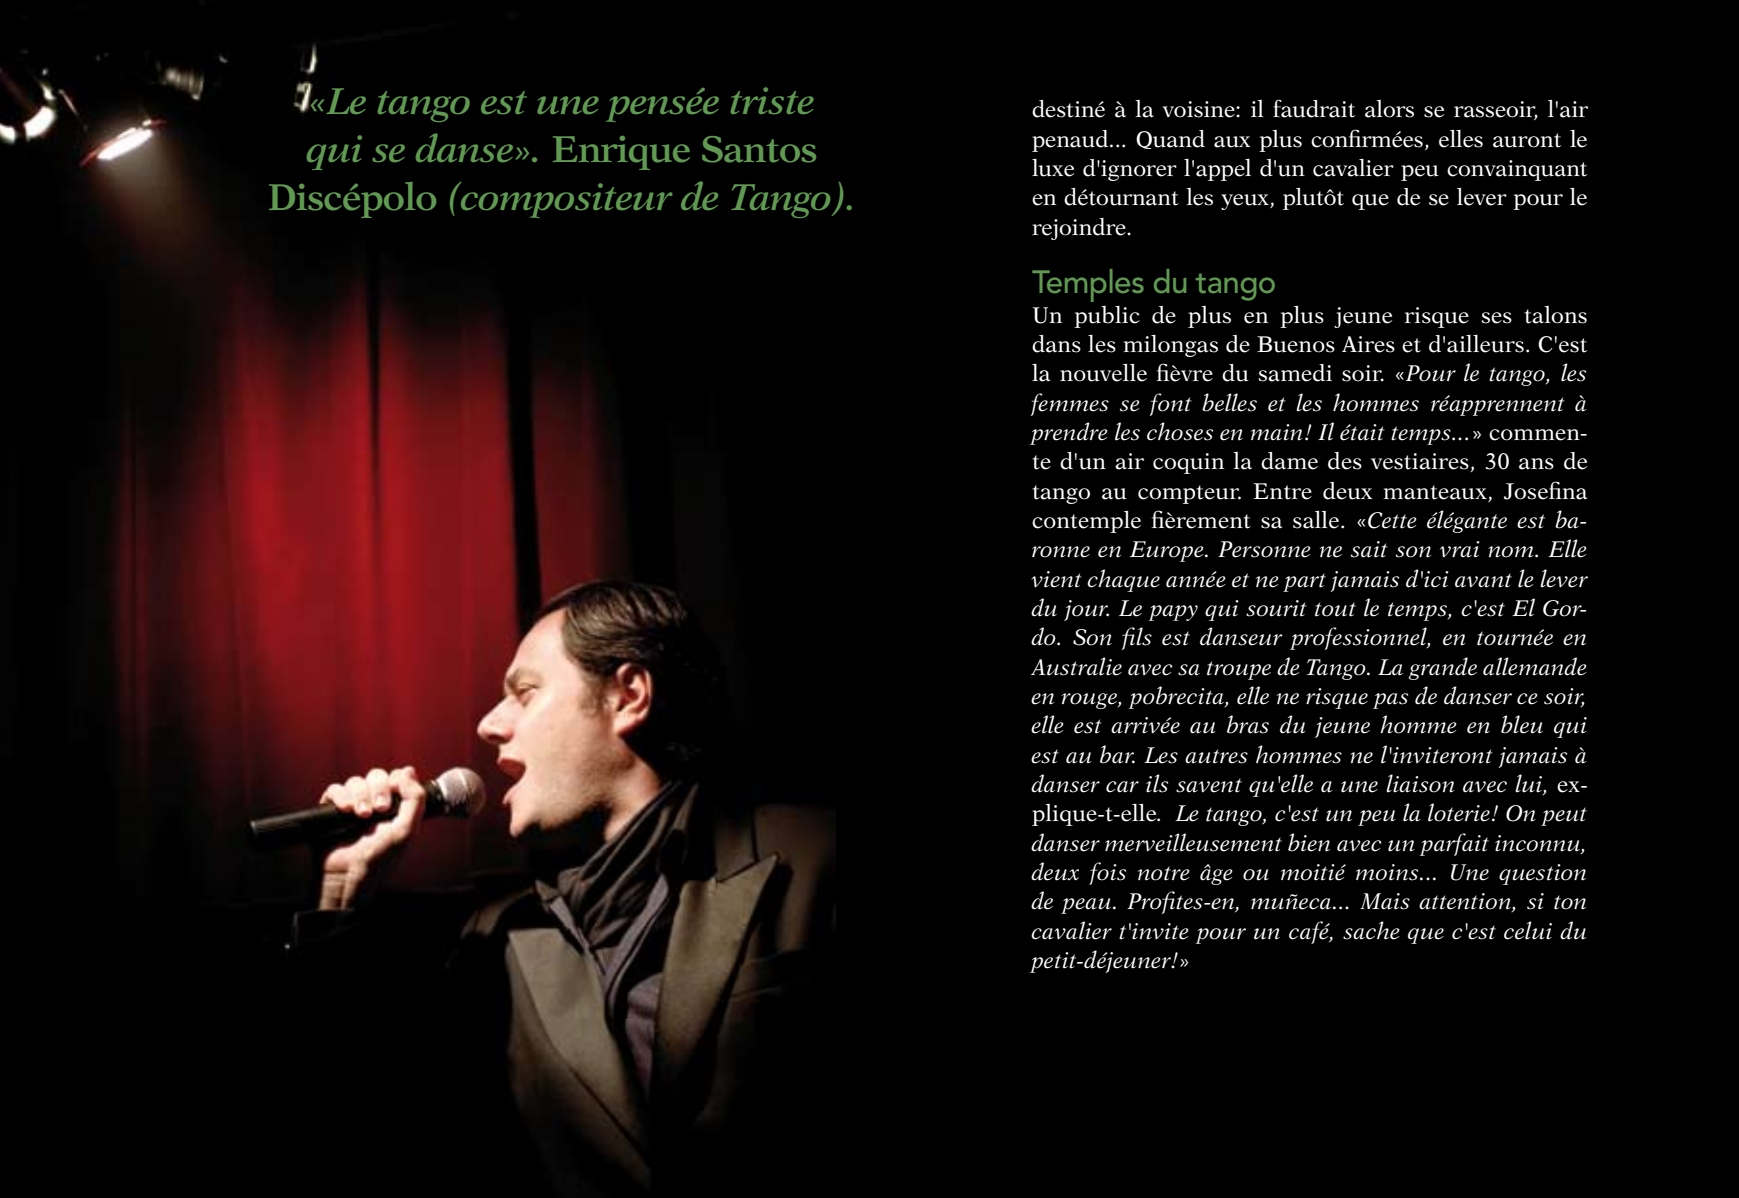 «Le tango est une pensée triste
qui se danse». Enrique Santos
Discépolo (compositeur de Tango).
destiné à la voisine: il faudrait alors se rasseoir, l'air
penaud... Quand aux plus confirmées, elles auront le
luxe d'ignorer l'appel d'un cavalier peu convainquant
en détournant les yeux, plutôt que de se lever pour le
rejoindre.
Temples du tango
Un public de plus en plus jeune risque ses talons
dans les milongas de Buenos Aires et d'ailleurs. C'est
la nouvelle fièvre du samedi soir. «Pour le tango, les
femmes se font belles et les hommes réapprennent à
prendre les choses en main! Il était temps...» commen-
te d'un air coquin la dame des vestiaires, 30 ans de
tango au compteur. Entre deux manteaux, Josefina
contemple fièrement sa salle. «Cette élégante est ba-
ronne en Europe. Personne ne sait son vrai nom. Elle
vient chaque année et ne part jamais d'ici avant le lever
du jour. Le papy qui sourit tout le temps, c'est El Gor-
do. Son fils est danseur professionnel, en tournée en
Australie avec sa troupe de Tango. La grande allemande
en rouge, pobrecita, elle ne risque pas de danser ce soir,
elle est arrivée au bras du jeune homme en bleu qui
est au bar. Les autres hommes ne l'inviteront jamais à
danser car ils savent qu'elle a une liaison avec lui, ex-
plique-t-elle. Le tango, c'est un peu la loterie! On peut
danser merveilleusement bien avec un parfait inconnu,
deux fois notre âge ou moitié moins... Une question
de peau. Profites-en, muñeca... Mais attention, si ton
cavalier t'invite pour un café, sache que c'est celui du
petit-déjeuner!»